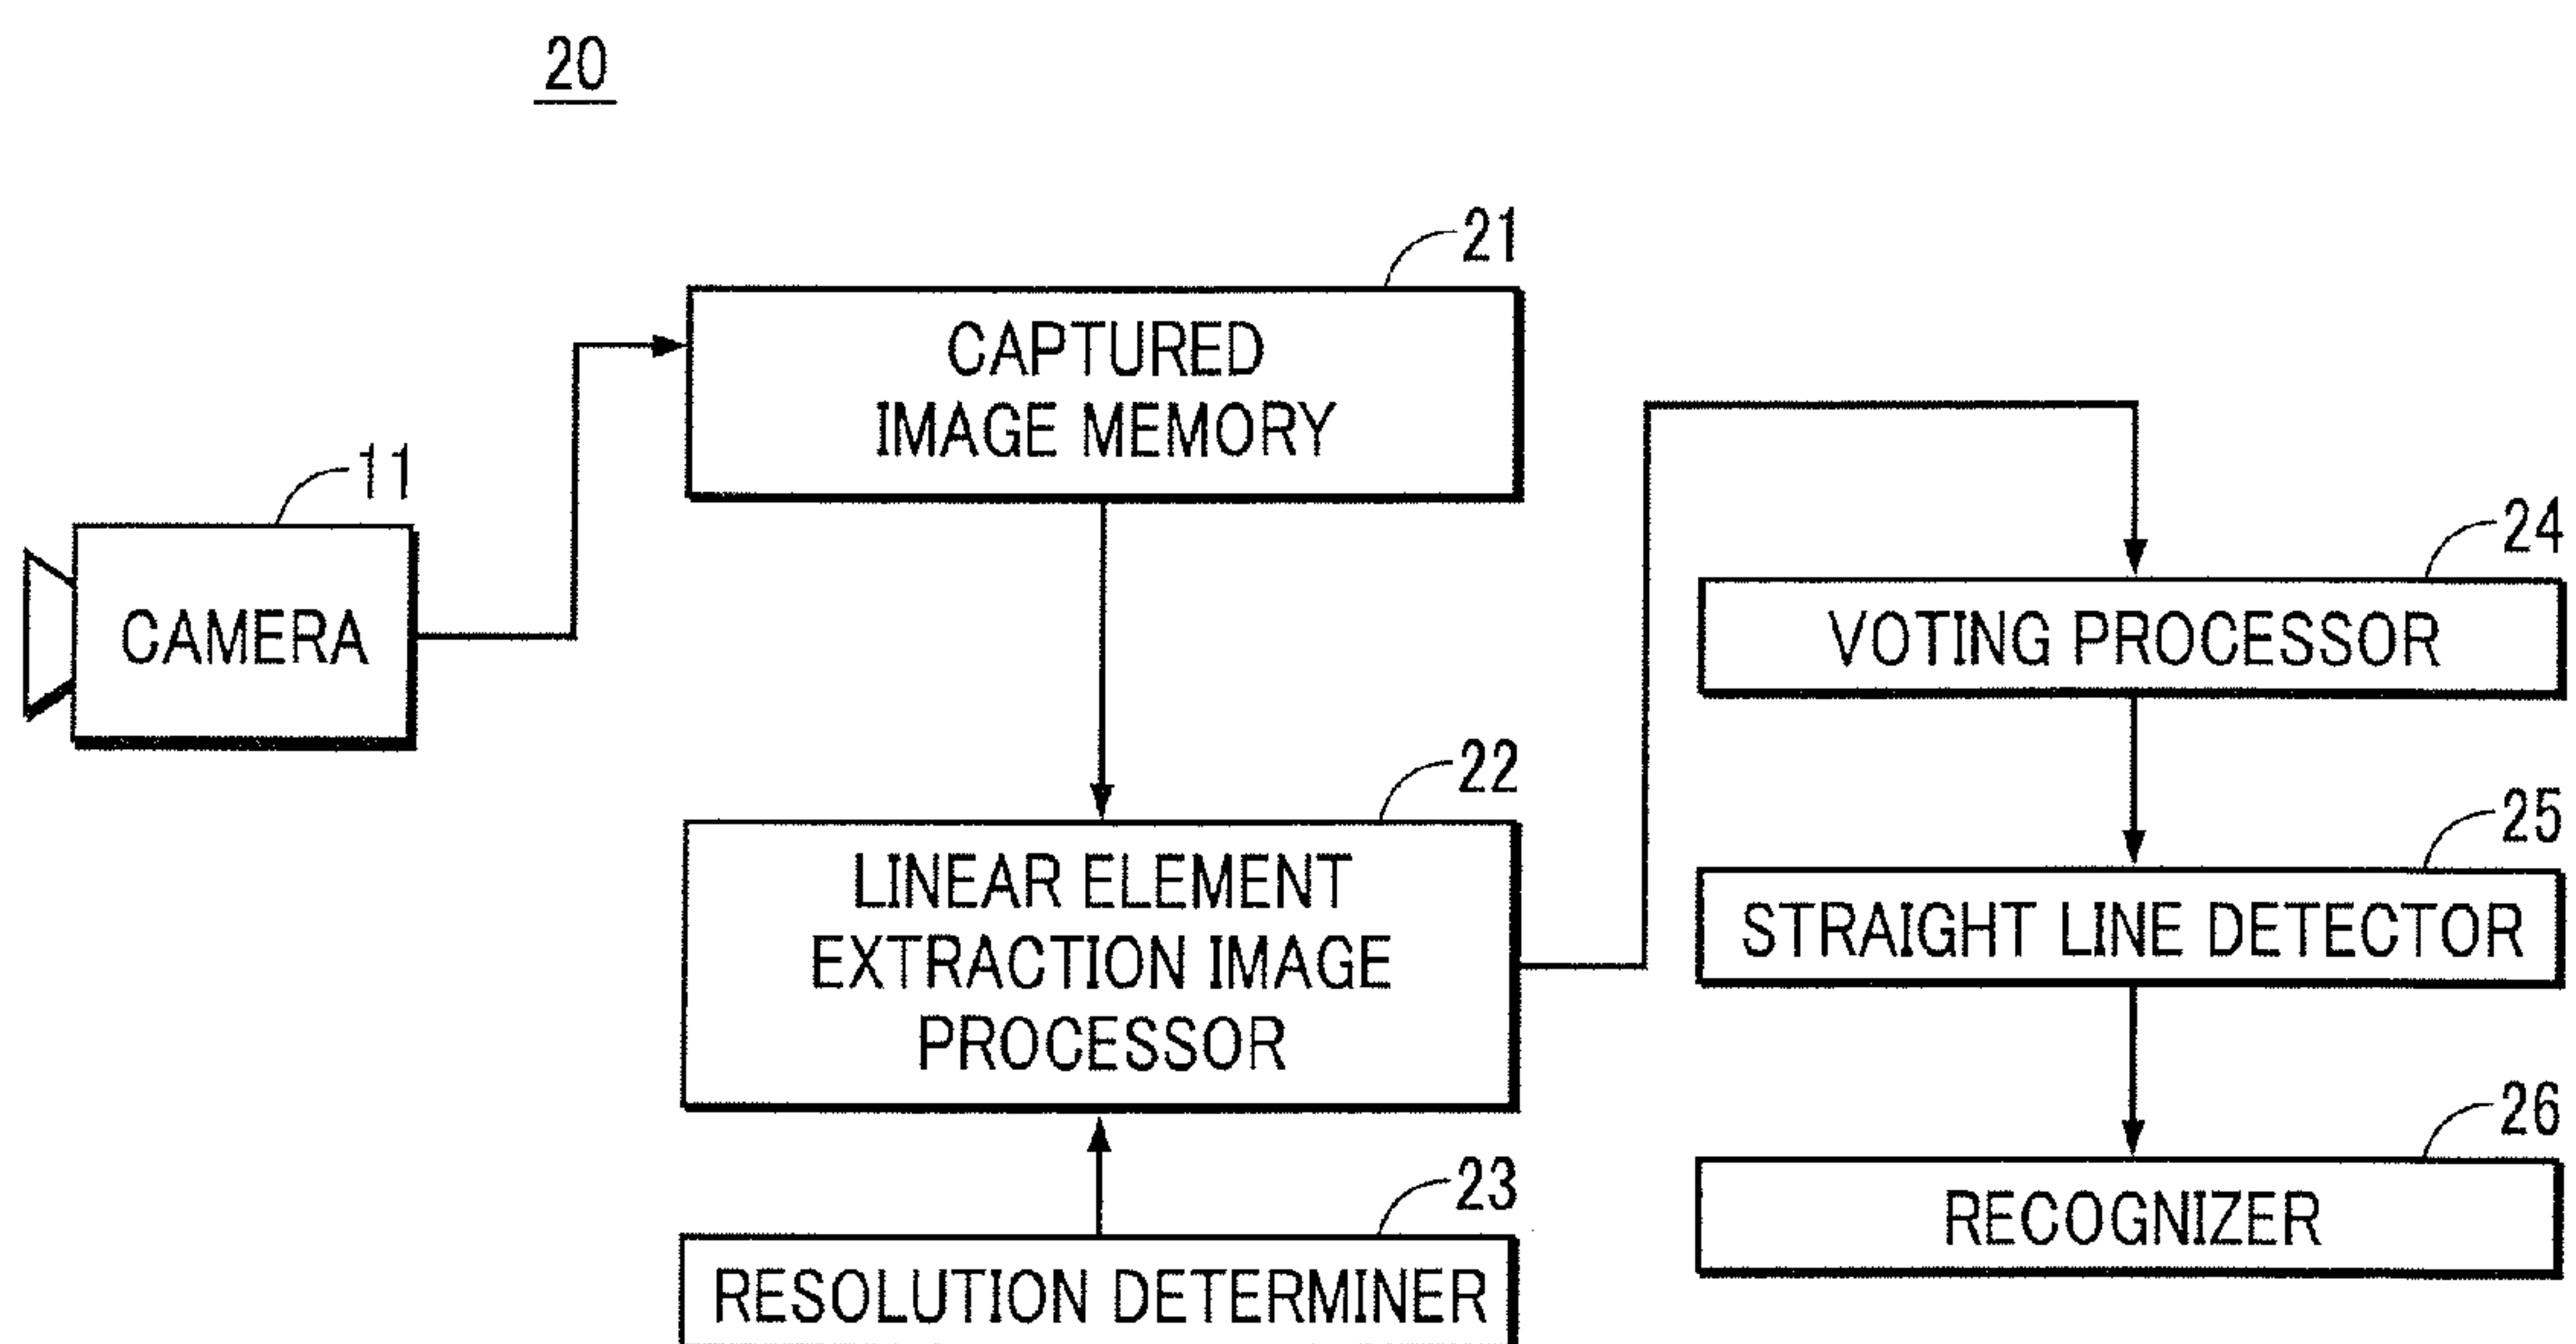 20
21
CAPTURED
IMAGE MEMORY
11
CAMERA
22
LINEAR ELEMENT
EXTRACTION IMAGE
PROCESSOR
23
RESOLUTION DETERMINER
24
VOTING PROCESSOR
25
STRAIGHT LINE DETECTOR
26
RECOGNIZER